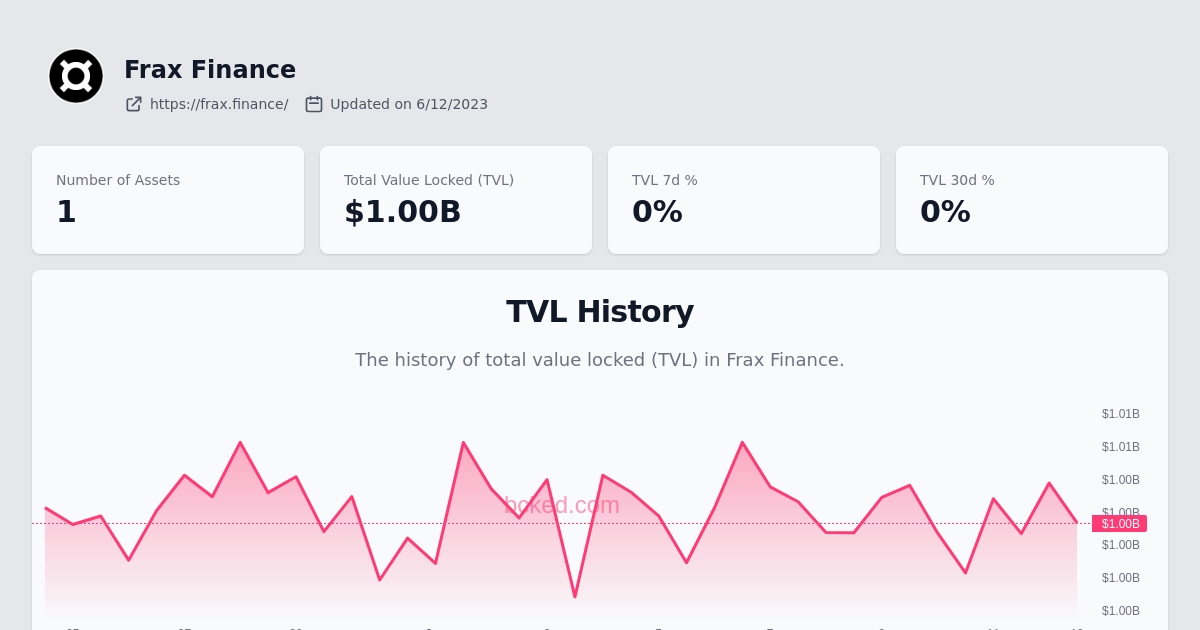 Frax Finance
https://frax.finance/ Updated on 6/12/2023
Number of Assets
1
Total Value Locked (TVL)
$1.00B
TVL 7d %
0%
TVL 30d %
0%
TVL History
The history of total value locked (TVL) in Frax Finance.
$1.01B
$1.01B
$1.00B
hoked.com
$1.00B
$1.00B
$1.00B
$1.00B
$1.00B